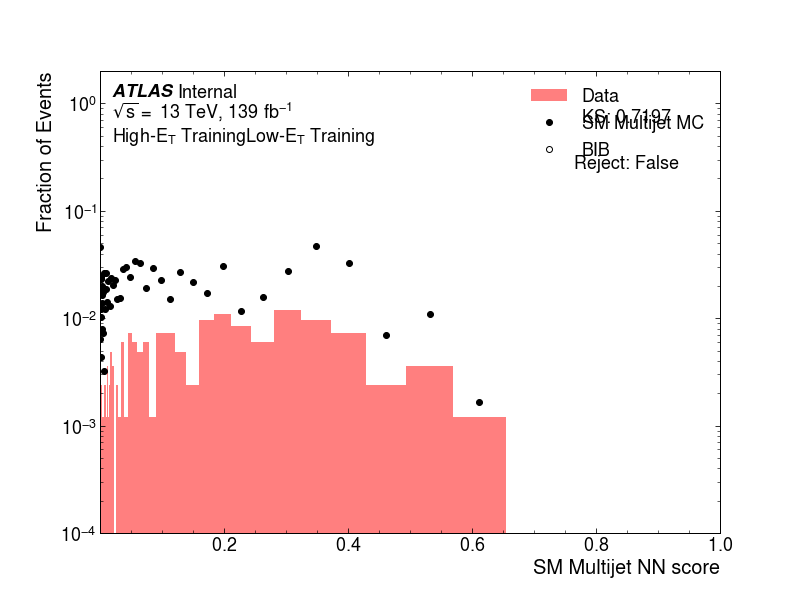 ATLAS Internal
√s = 13 TeV, 139 fb⁻¹
High-E_T TrainingLow-E_T Training
Data
KS: 0.7197
SM Multijet MC
BIB
Reject: False
Fraction of Events
10⁰
10⁻¹
10⁻²
10⁻³
10⁻⁴
0.2 0.4 0.6 0.8 1.0
SM Multijet NN score